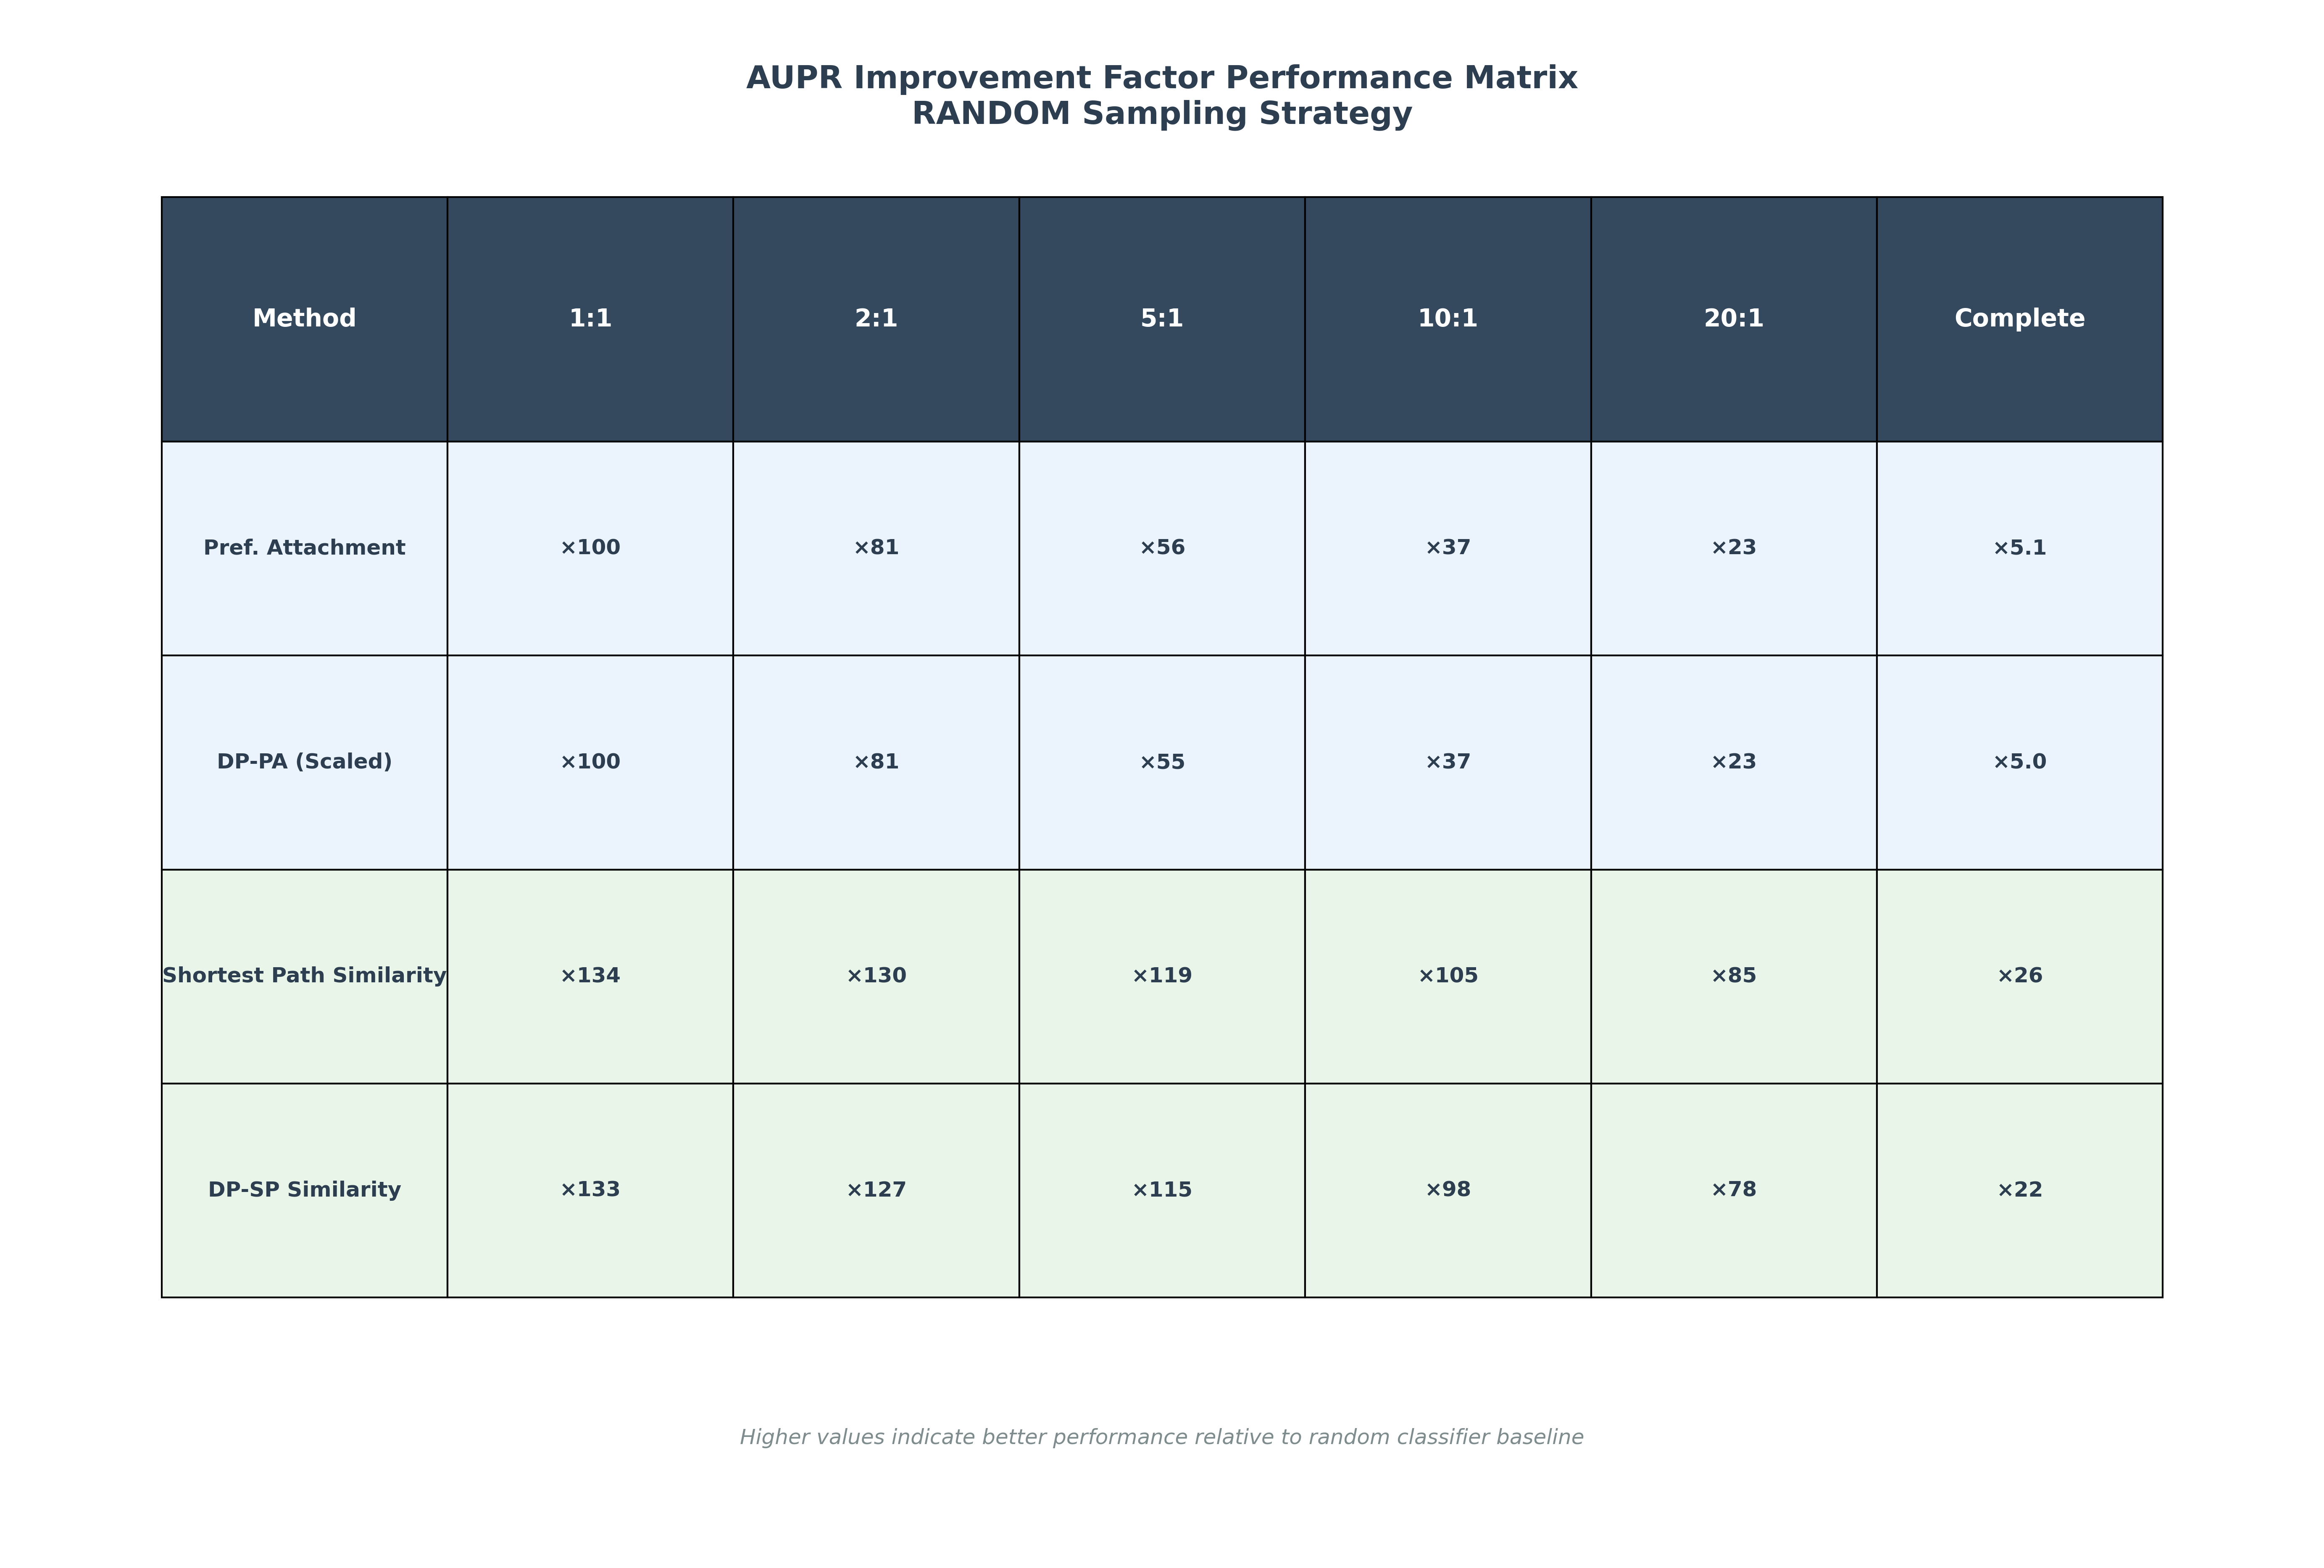 AUPR Improvement Factor Performance Matrix
RANDOM Sampling Strategy
Method 1:1 2:1 5:1 10:1 20:1 Complete
Pref. Attachment ×100 ×81 ×56 ×37 ×23 ×5.1
DP-PA (Scaled) ×100 ×81 ×55 ×37 ×23 ×5.0
Shortest Path Similarity ×134 ×130 ×119 ×105 ×85 ×26
DP-SP Similarity ×133 ×127 ×115 ×98 ×78 ×22
Higher values indicate better performance relative to random classifier baseline